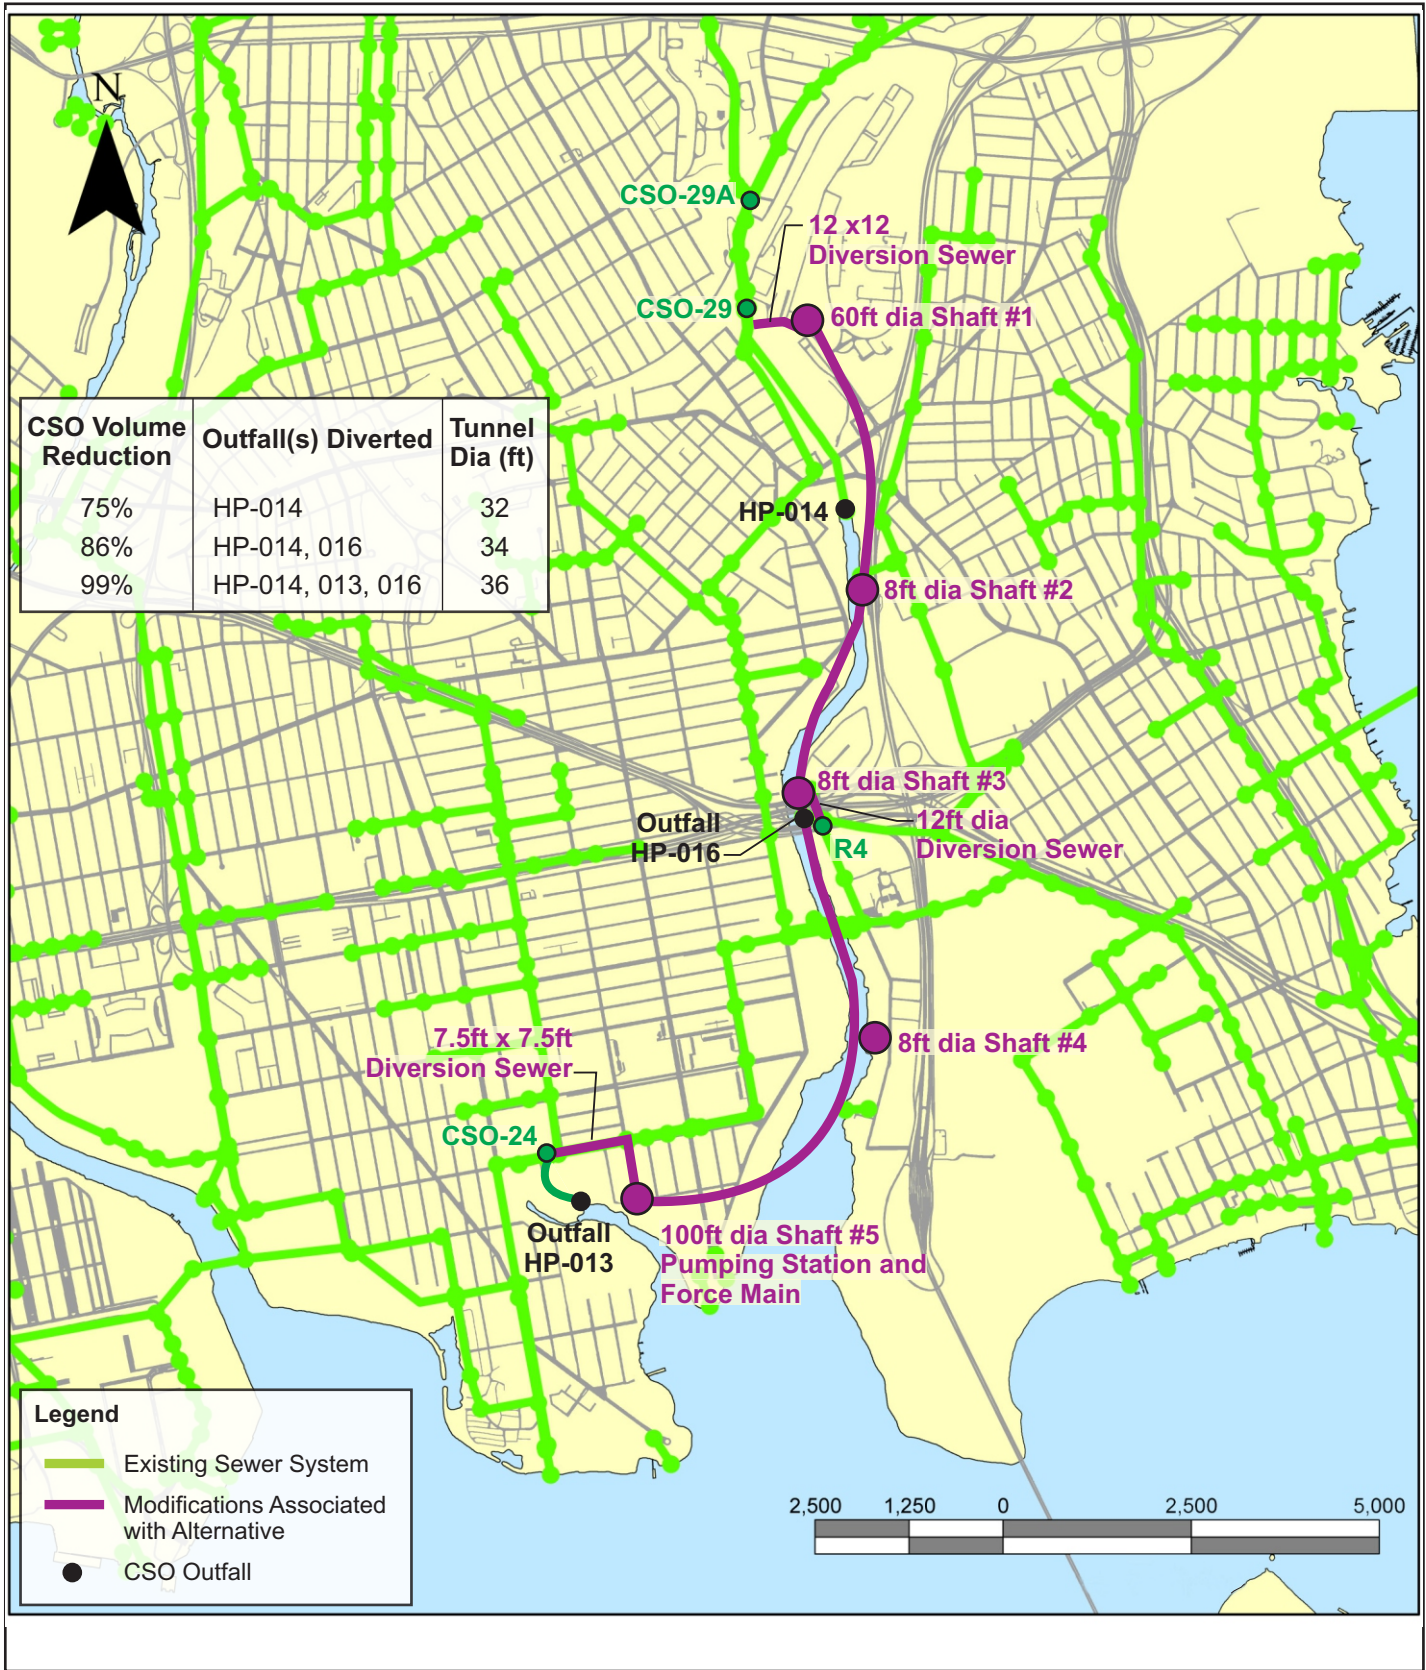 N
CSO-29A
12 x12
Diversion Sewer
CSO-29
60ft dia Shaft #1
CSO Volume
Reduction
Outfall(s) Diverted
Tunnel
Dia (ft)
75% HP-014 32
86% HP-014, 016 34
99% HP-014, 013, 016 36
HP-014
8ft dia Shaft #2
8ft dia Shaft #3
12ft dia
Diversion Sewer
Outfall
HP-016
R4
8ft dia Shaft #4
7.5ft x 7.5ft
Diversion Sewer
CSO-24
Outfall
HP-013
100ft dia Shaft #5
Pumping Station and
Force Main
Legend
Existing Sewer System
Modifications Associated
with Alternative
CSO Outfall
2,500 1,250 0 2,500 5,000